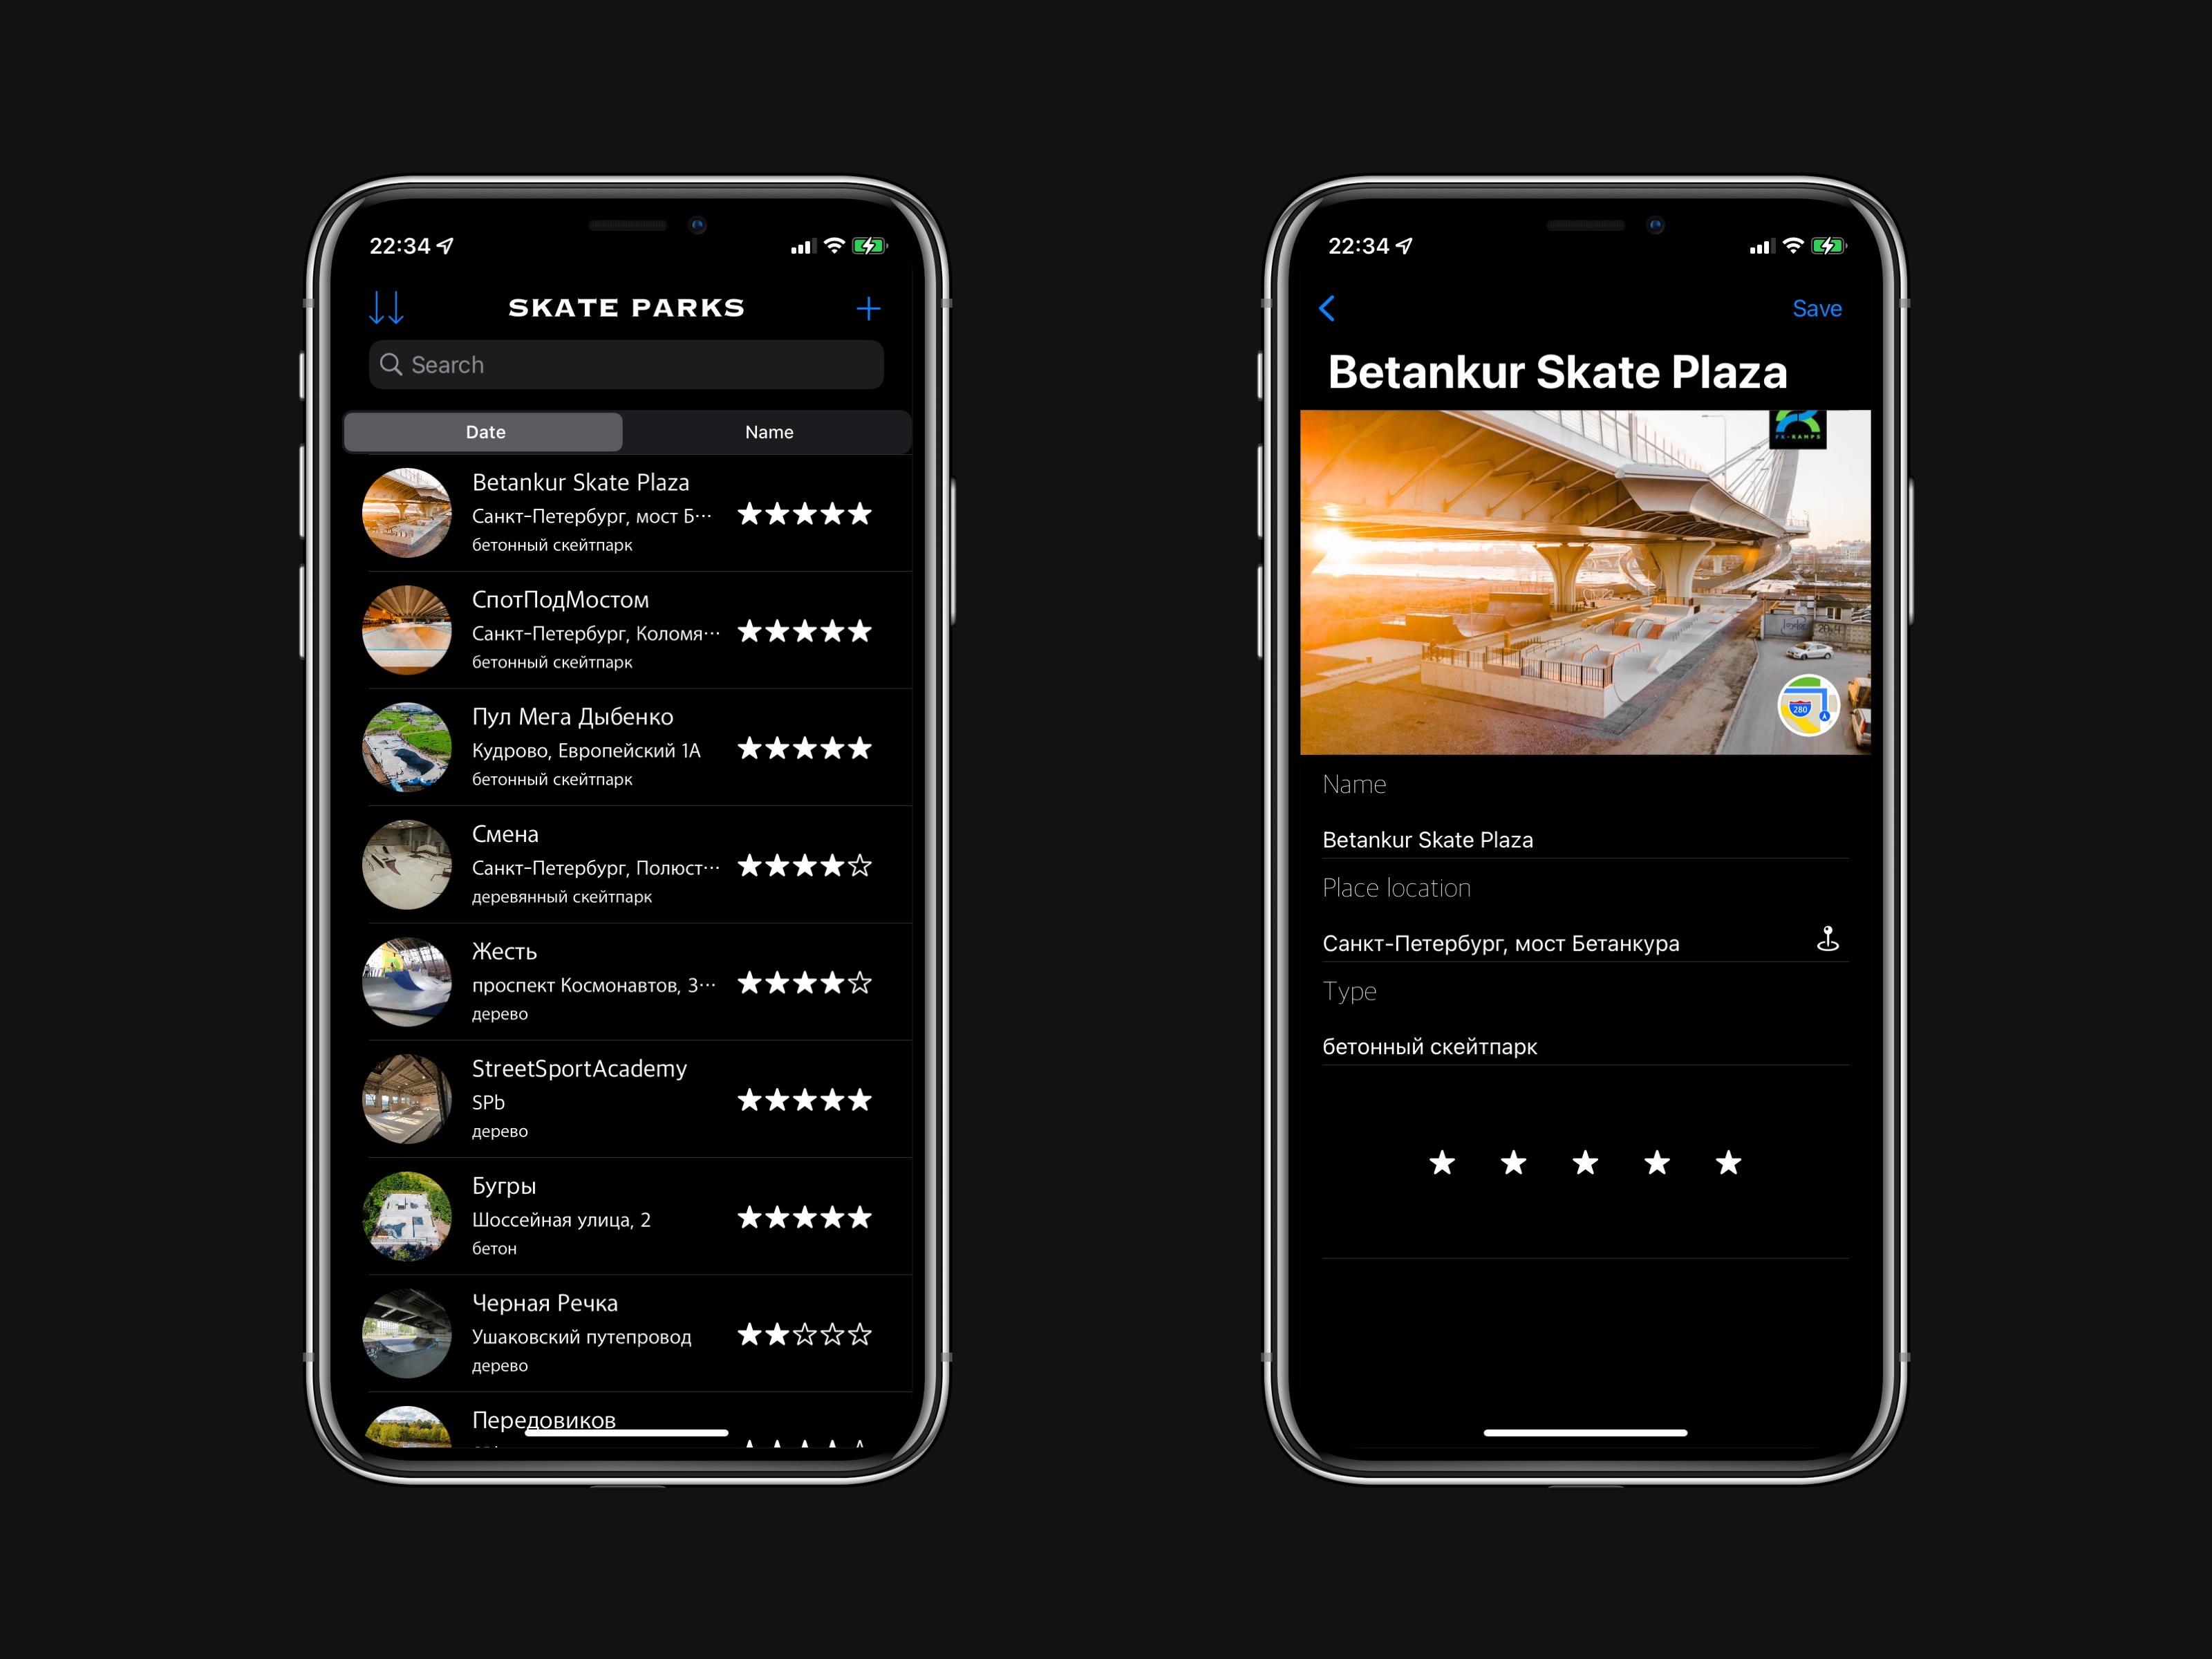 22:34
SKATE PARKS
Search
Date Name
Betankur Skate Plaza
Санкт-Петербург, мост Б...
бетонный скейтпарк
СпотПодМостом
Санкт-Петербург, Коломя...
бетонный скейтпарк
Пул Мега Дыбенко
Кудрово, Европейский 1А
бетонный скейтпарк
Смена
Санкт-Петербург, Полюст...
деревянный скейтпарк
Жесть
проспект Космонавтов, 3...
дерево
StreetSportAcademy
SPb
дерево
Бугры
Шоссейная улица, 2
бетон
Черная Речка
Ушаковский путепровод
дерево
Передовиков
22:34
Save
Betankur Skate Plaza
FK-RAMPS
280
Name
Betankur Skate Plaza
Place location
Санкт-Петербург, мост Бетанкура
Type
бетонный скейтпарк